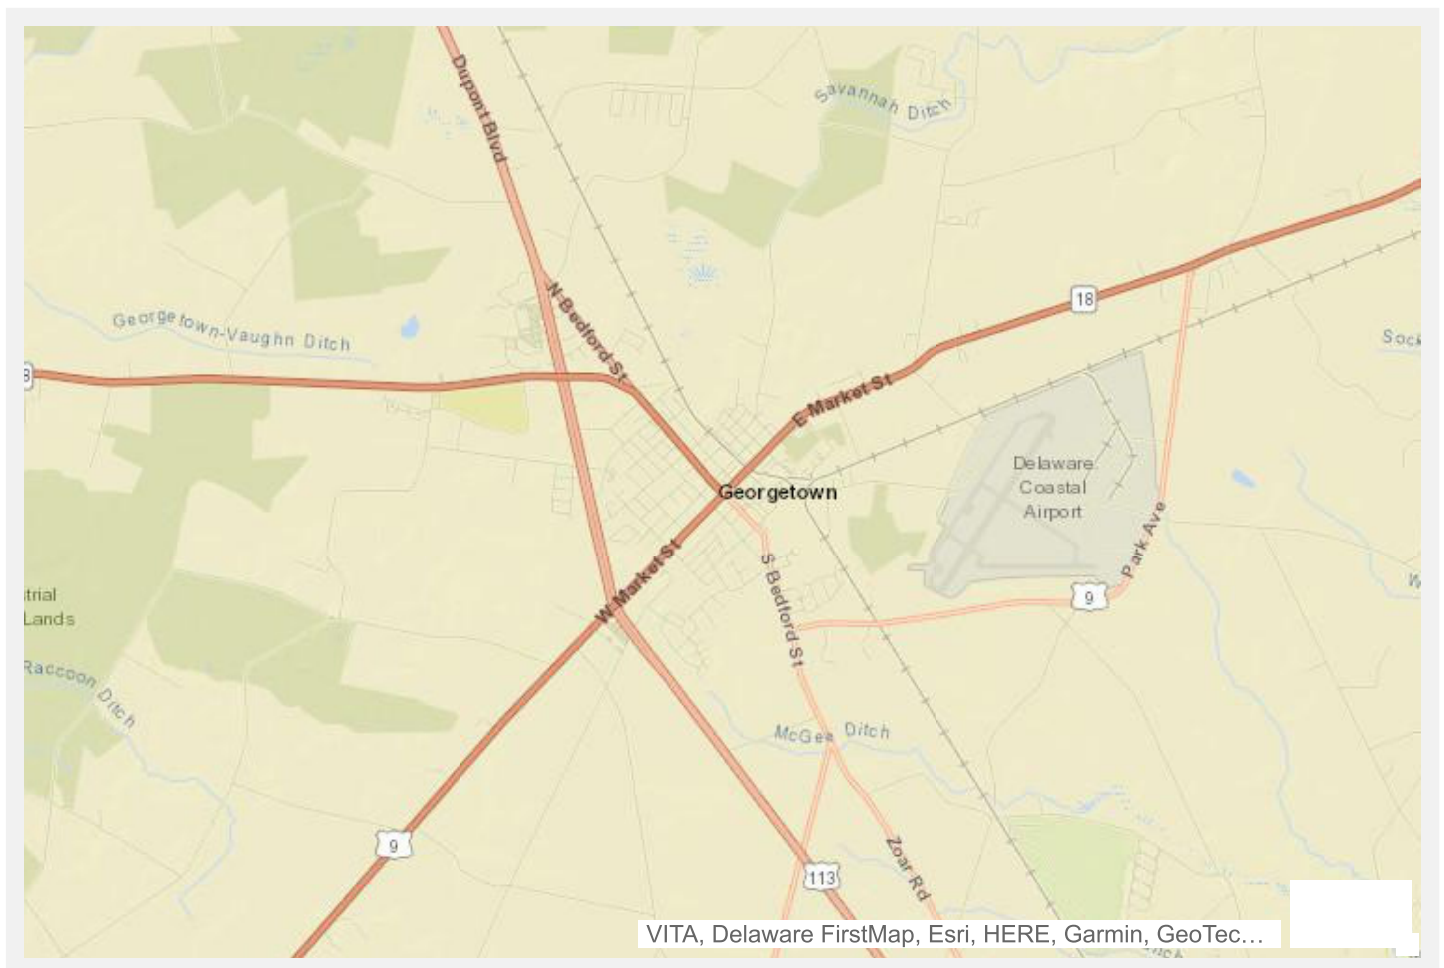 Dupont Blvd
Savannah Ditch
N Bedford St
18
Georgetown-Vaughn Ditch
E Market St
Delaware
Coastal
Airport
Georgetown
Park Ave
S Bedford St
W Market St
9
trial
Lands
Raccoon Ditch
McGee Ditch
9
Zoar Rd
113
VITA, Delaware FirstMap, Esri, HERE, Garmin, GeoTec...